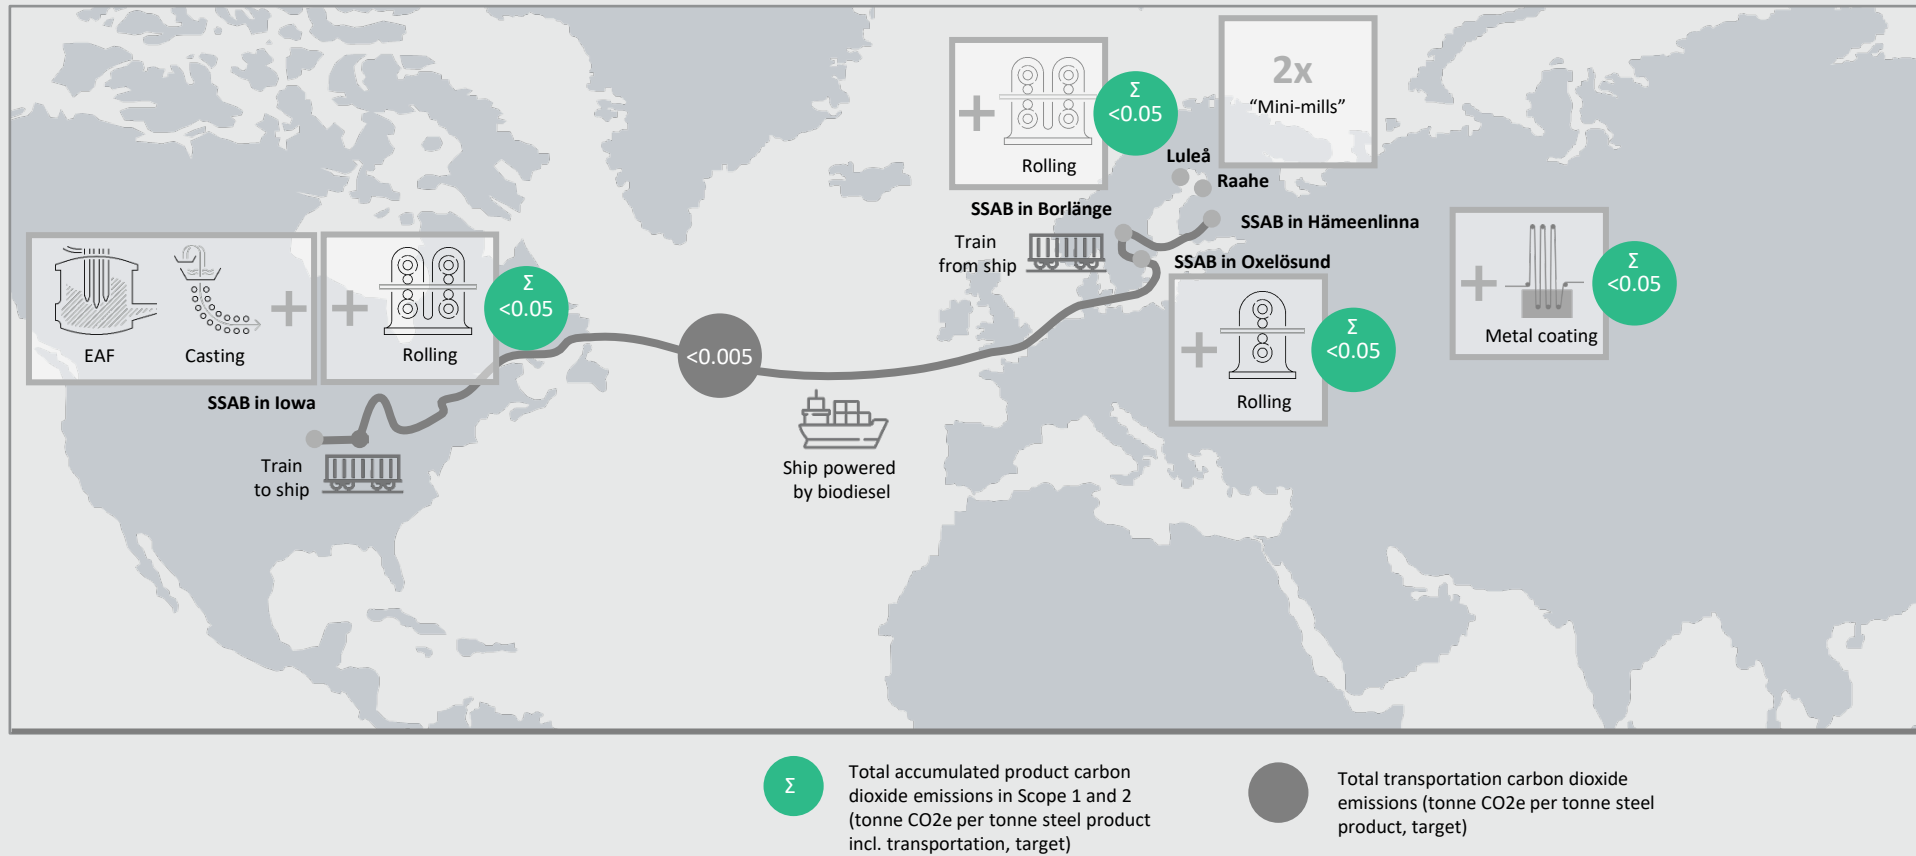 2x
“Mini-mills”
Σ
<0.05
Rolling
Luleå
Raahe
SSAB in Borlänge
SSAB in Hämeenlinna
Train
from ship
SSAB in Oxelösund
Σ
<0.05
Rolling
Σ
<0.05
Metal coating
EAF
Casting
Rolling
Σ
<0.05
SSAB in Iowa
Train
to ship
<0.005
Ship powered
by biodiesel
Σ
Total accumulated product carbon
dioxide emissions in Scope 1 and 2
(tonne CO2e per tonne steel product
incl. transportation, target)
Total transportation carbon dioxide
emissions (tonne CO2e per tonne steel
product, target)